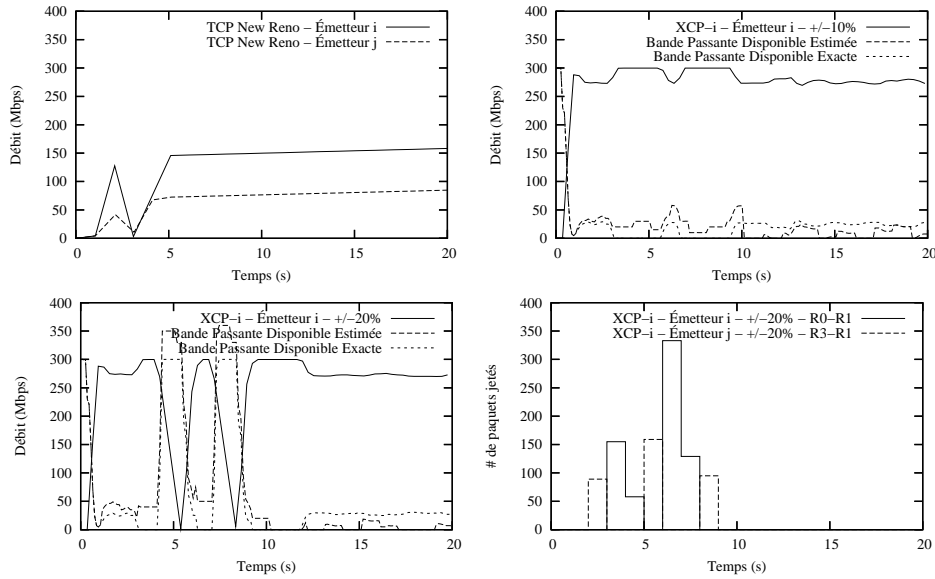 TCP New Reno – Émetteur i
TCP New Reno – Émetteur j
Débit (Mbps)
400
350
300
250
200
150
100
50
0
0 5 10 15 20
Temps (s)
XCP–i – Émetteur i – +/–10%
Bande Passante Disponible Estimée
Bande Passante Disponible Exacte
Débit (Mbps)
400
350
300
250
200
150
100
50
0
0 5 10 15 20
Temps (s)
XCP–i – Émetteur i – +/–20%
Bande Passante Disponible Estimée
Bande Passante Disponible Exacte
Débit (Mbps)
400
350
300
250
200
150
100
50
0
0 5 10 15 20
Temps (s)
XCP–i – Émetteur i – +/–20% – R0–R1
XCP–i – Émetteur j – +/–20% – R3–R1
# de paquets jetés
400
350
300
250
200
150
100
50
0
0 5 10 15 20
Temps (s)